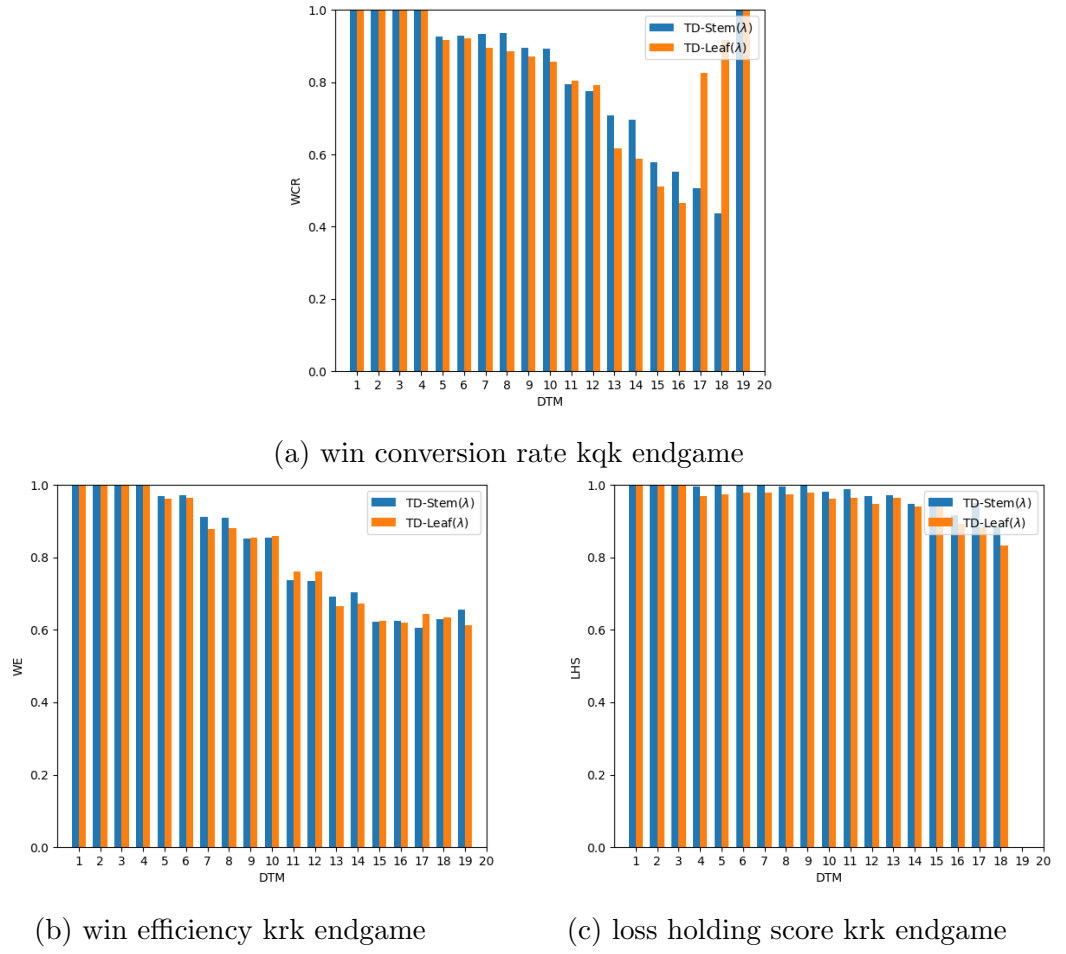 1.0
0.8
0.6
0.4
0.2
0.0
WCR
TD-Stem(λ)
TD-Leaf(λ)
1 2 3 4 5 6 7 8 9 10 11 12 13 14 15 16 17 18 19 20
DTM
(a) win conversion rate kqk endgame
1.0
0.8
0.6
0.4
0.2
0.0
WE
TD-Stem(λ)
TD-Leaf(λ)
1 2 3 4 5 6 7 8 9 10 11 12 13 14 15 16 17 18 19 20
DTM
(b) win efficiency krk endgame
1.0
0.8
0.6
0.4
0.2
0.0
LHS
TD-Stem(λ)
TD-Leaf(λ)
1 2 3 4 5 6 7 8 9 10 11 12 13 14 15 16 17 18 19 20
DTM
(c) loss holding score krk endgame